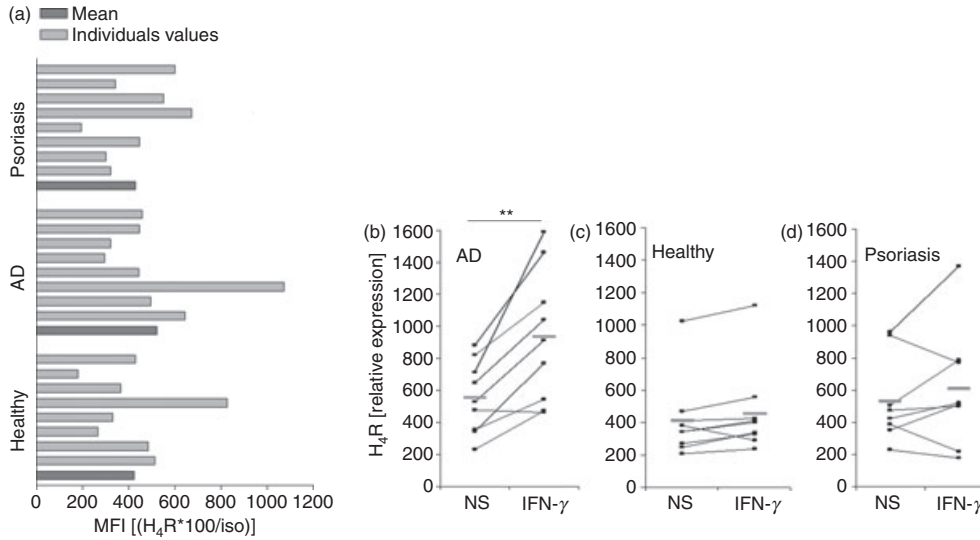 (a)
Mean
Individuals values
Psoriasis
AD
Healthy
0 200 400 600 800 1000 1200
MFI [(H₄R*100/iso)]
(b)
AD
**
H₄R [relative expression]
1600
1400
1200
1000
800
600
400
200
0
NS IFN-γ
(c)
Healthy
1600
1400
1200
1000
800
600
400
200
0
NS IFN-γ
(d)
Psoriasis
1600
1400
1200
1000
800
600
400
200
0
NS IFN-γ